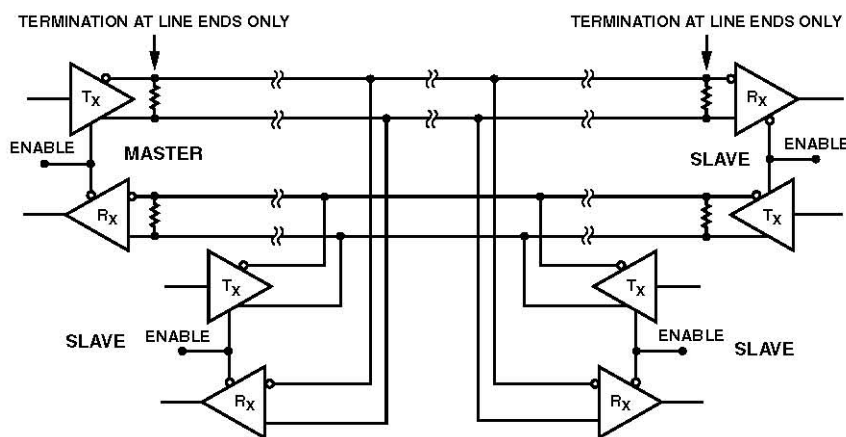 TERMINATION AT LINE ENDS ONLY
TERMINATION AT LINE ENDS ONLY
TX
RX
ENABLE
MASTER
SLAVE
ENABLE
RX
TX
TX
TX
SLAVE
ENABLE
ENABLE
SLAVE
RX
RX